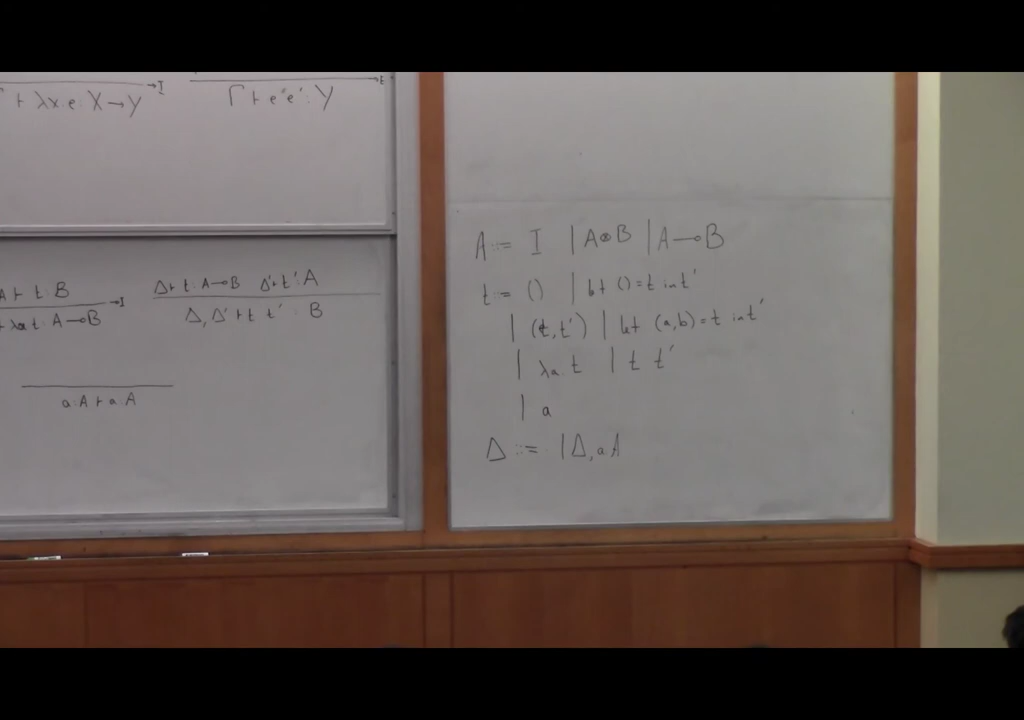 Γ ⊢ λx.e : X → Y →I
Γ ⊢ e e' : Y →E
A ⊢ t : B
⊢ λa. t : A ⊸ B ⊸I
Δ ⊢ t : A ⊸ B Δ' ⊢ t' : A
Δ, Δ' ⊢ t t' : B
a : A ⊢ a : A
A ::= I | A ⊗ B | A ⊸ B
t ::= () | let () = t in t'
| (t, t') | let (a, b) = t in t'
| λa. t | t t'
| a
Δ ::= · | Δ, a : A